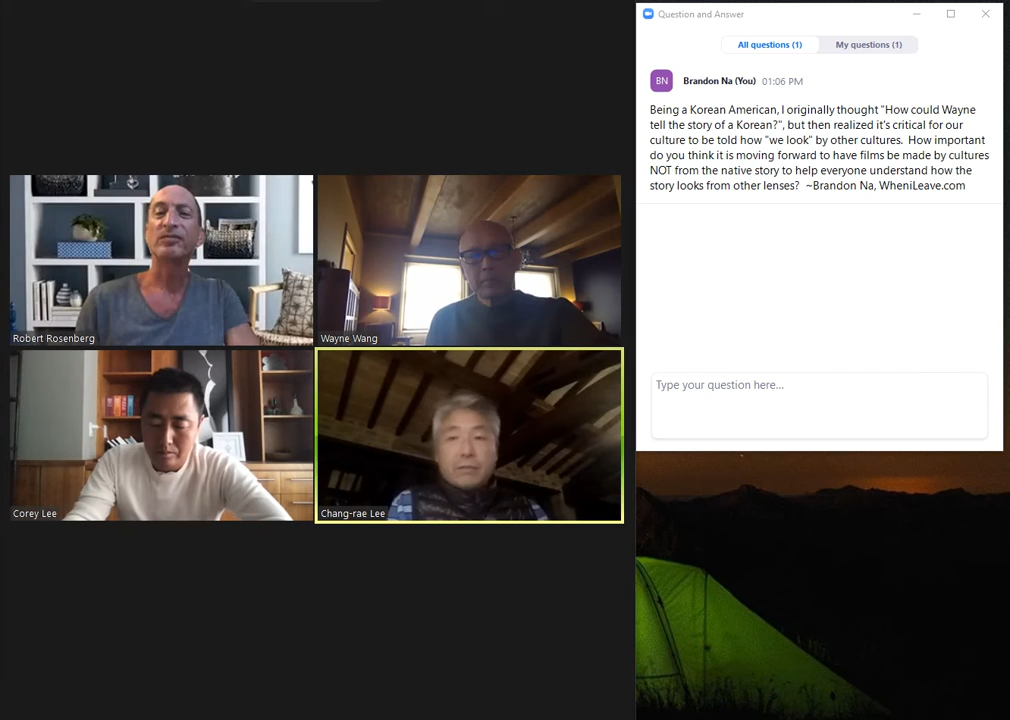 Question and Answer
All questions (1)
My questions (1)
BN
Brandon Na (You) 01:06 PM
Being a Korean American, I originally thought "How could Wayne
tell the story of a Korean?", but then realized it's critical for our
culture to be told how "we look" by other cultures.  How important
do you think it is moving forward to have films be made by cultures
NOT from the native story to help everyone understand how the
story looks from other lenses?  ~Brandon Na, WheniLeave.com
Type your question here...
Robert Rosenberg
Wayne Wang
Corey Lee
Chang-rae Lee